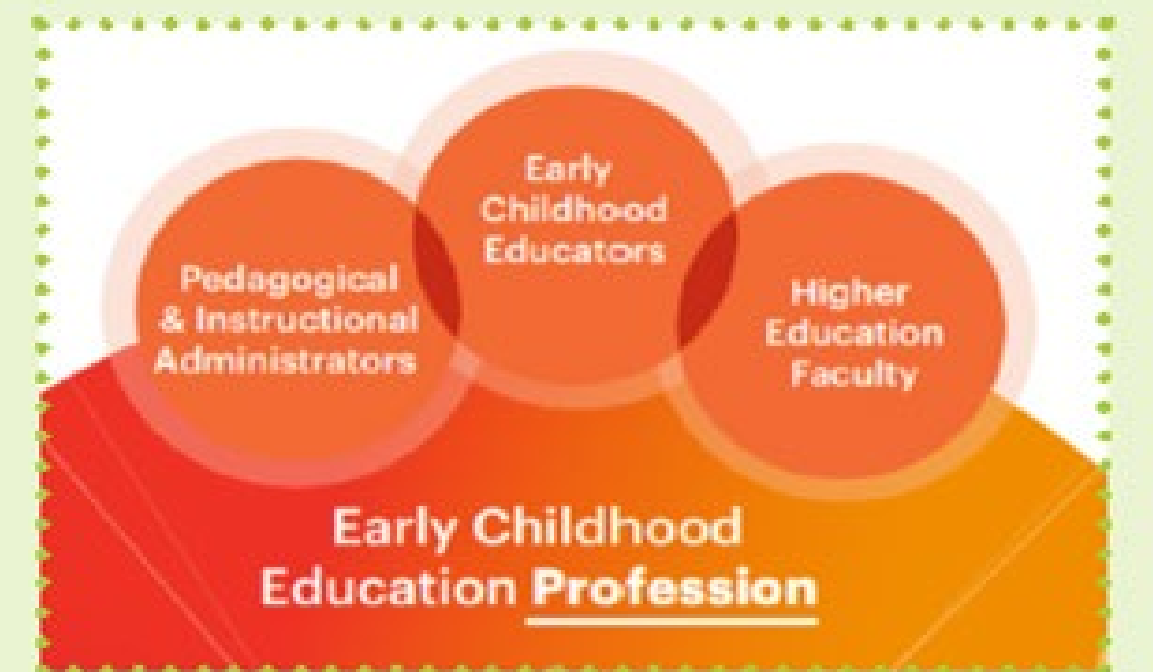 Early
Childhood
Educators
Pedagogical
& Instructional
Administrators
Higher
Education
Faculty
Early Childhood
Education Profession